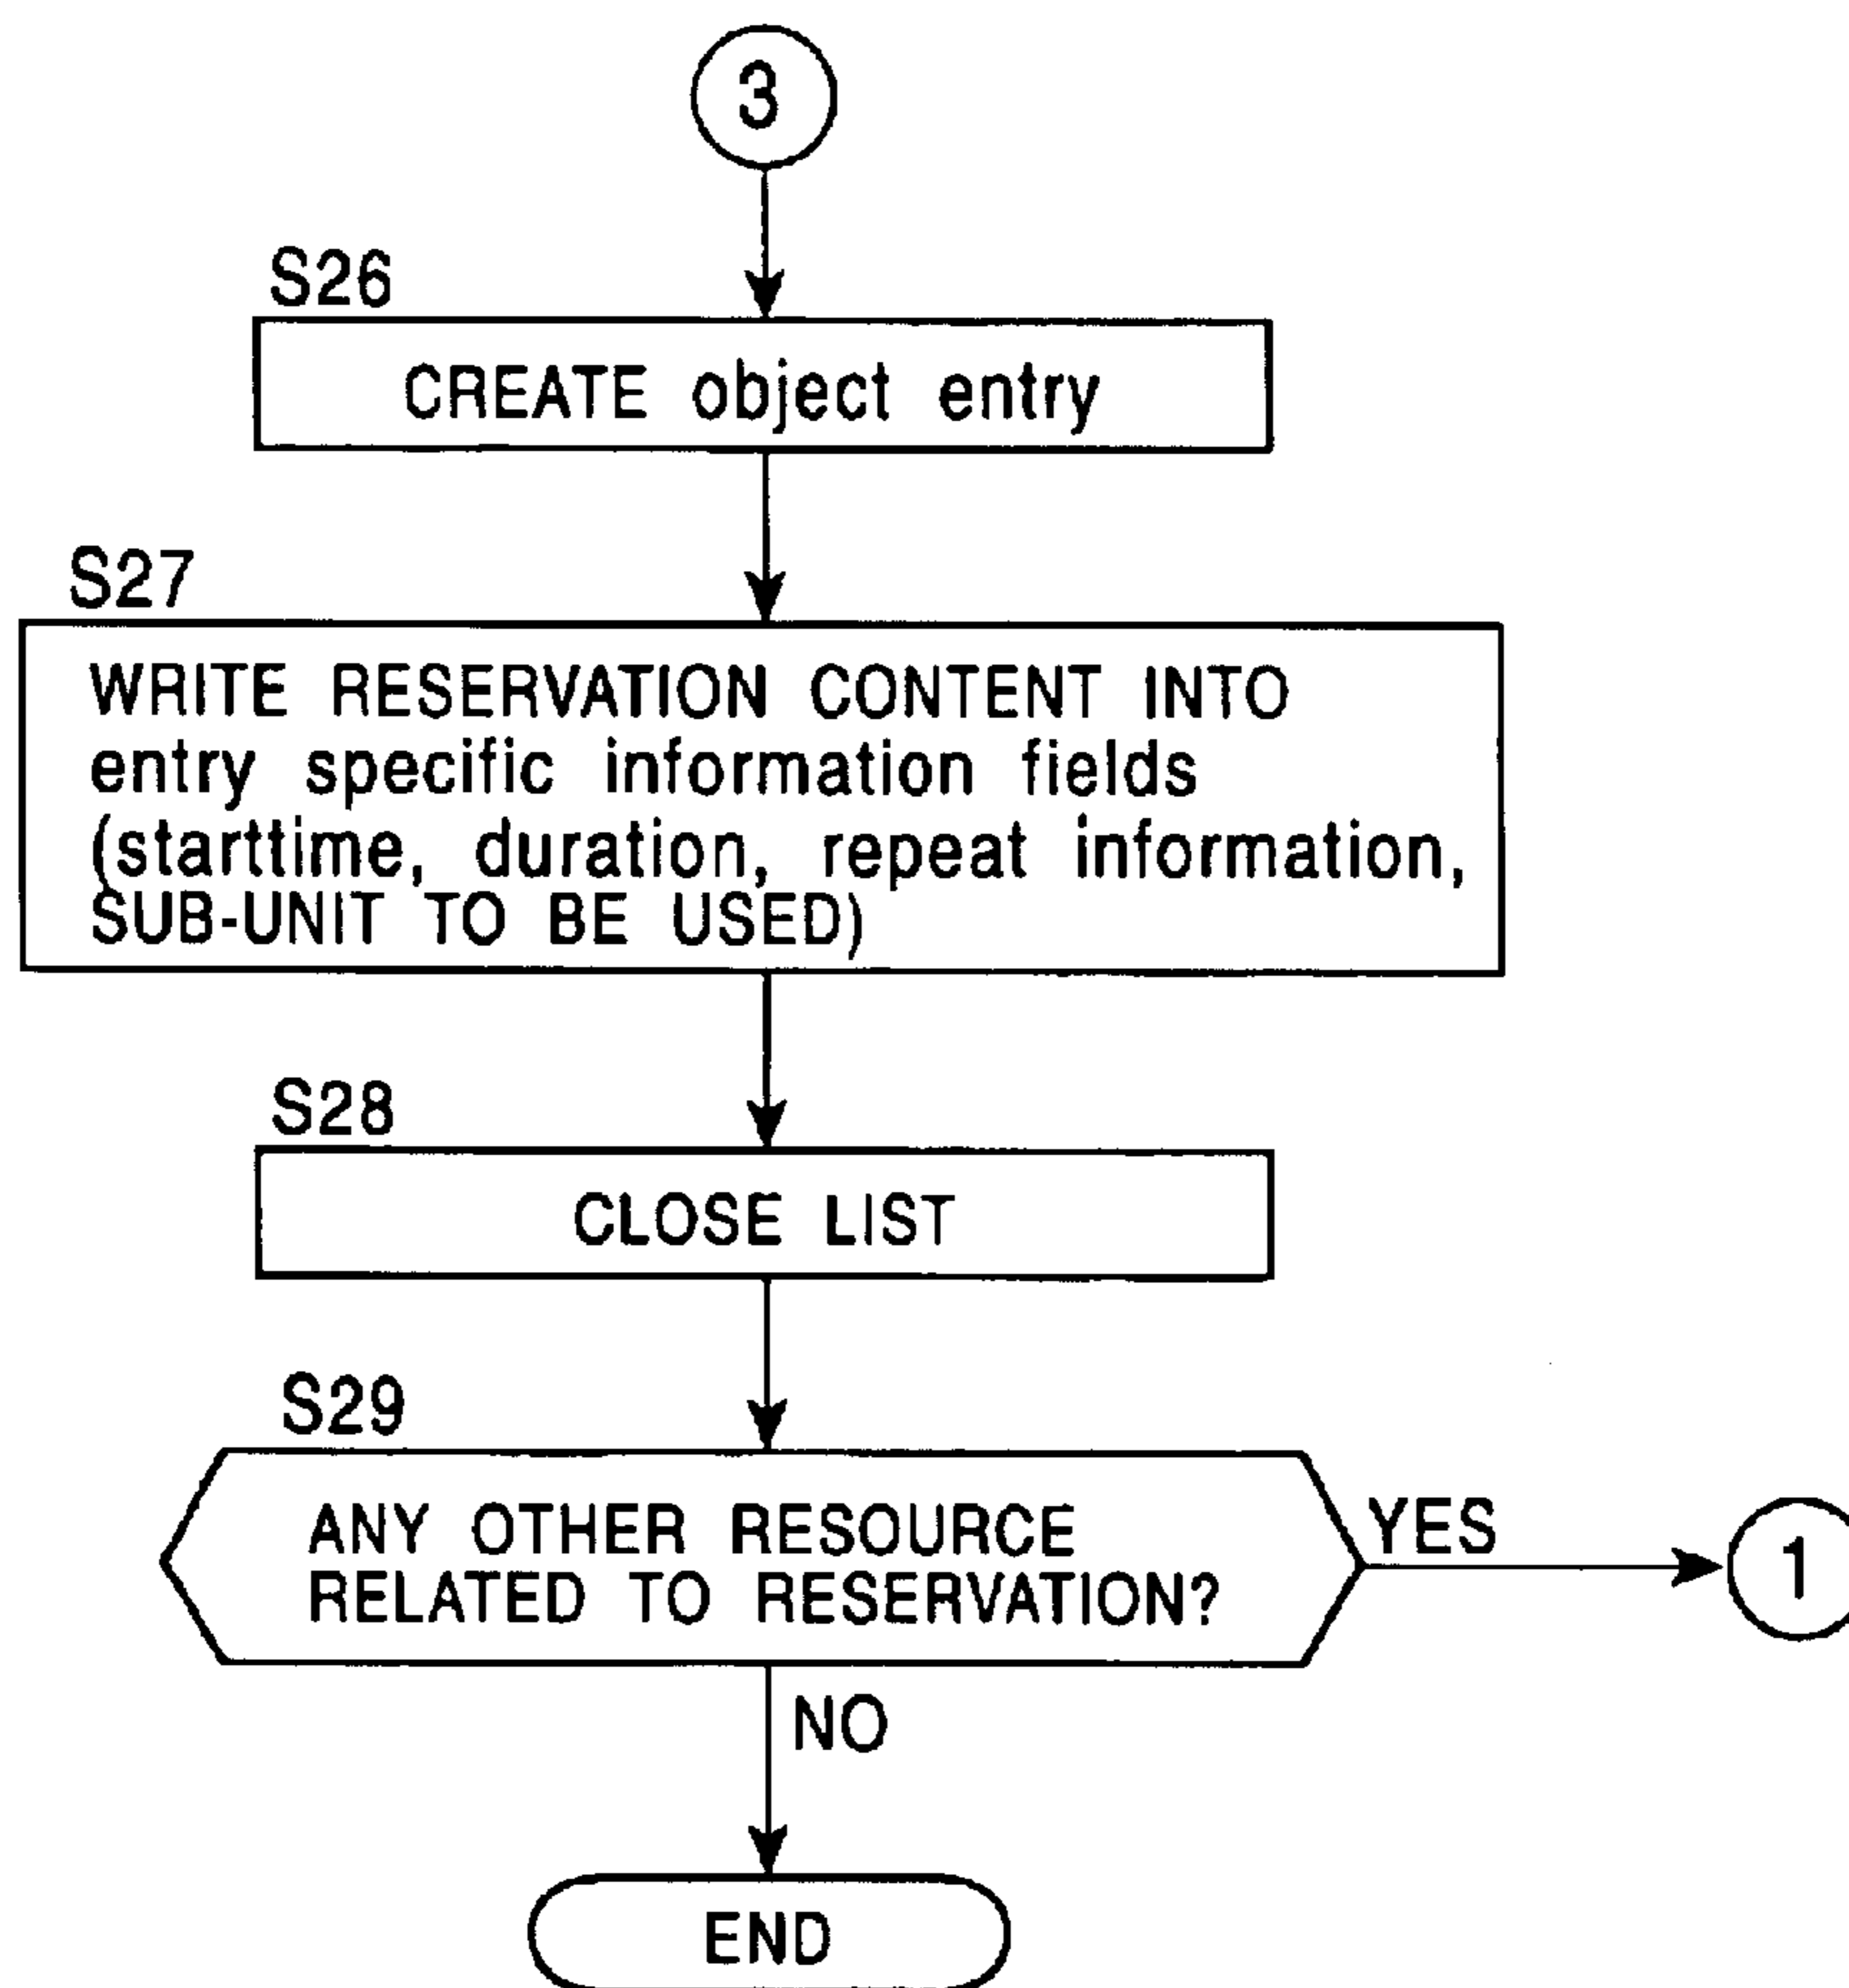 3
S26
CREATE object entry
S27
WRITE RESERVATION CONTENT INTO
entry specific information fields
(starttime, duration, repeat information,
SUB-UNIT TO BE USED)
S28
CLOSE LIST
S29
ANY OTHER RESOURCE
RELATED TO RESERVATION?
YES
1
NO
END